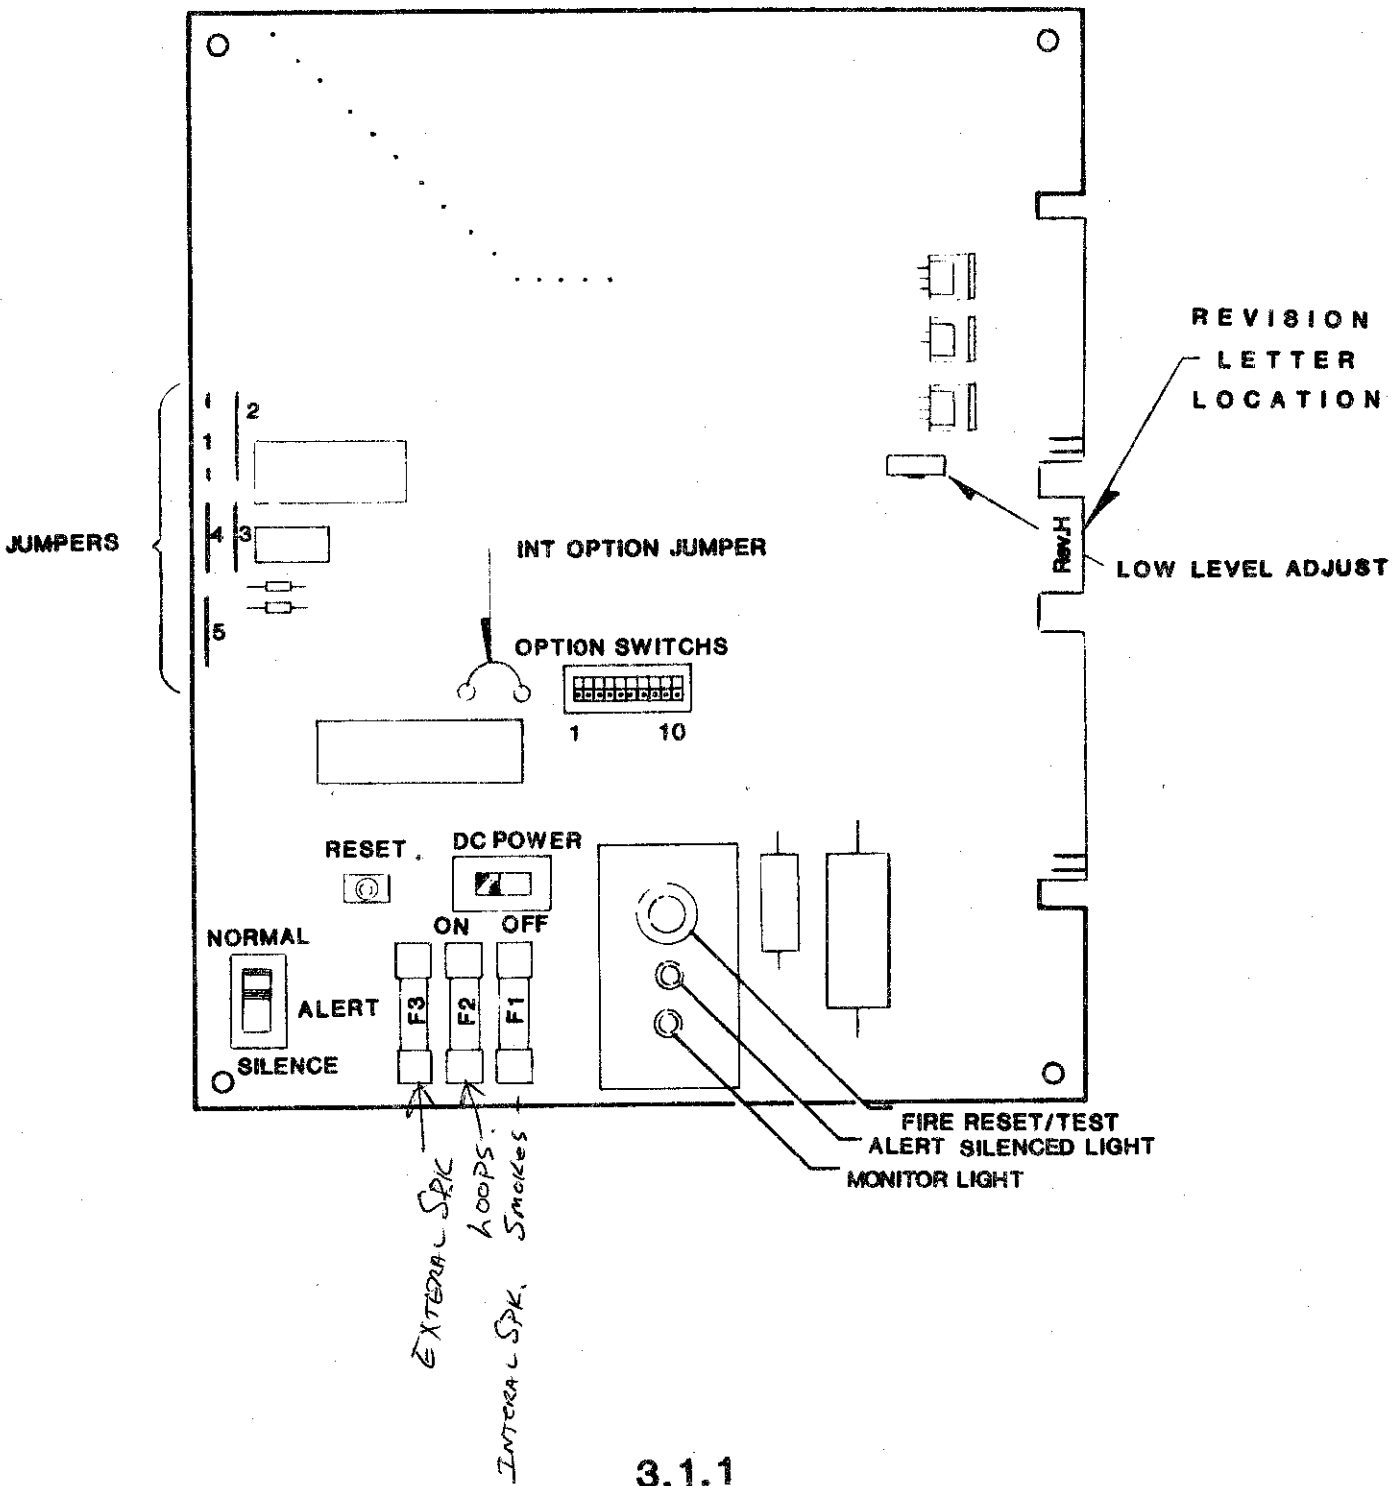 REVISION
LETTER
LOCATION
1
2
JUMPERS
4
3
5
INT OPTION JUMPER
Rev.H
LOW LEVEL ADJUST
OPTION SWITCHS
1
10
RESET
DC POWER
ON
OFF
NORMAL
ALERT
SILENCE
F3
F2
F1
FIRE RESET/TEST
ALERT SILENCED LIGHT
MONITOR LIGHT
EXTERAL SPK
LOOPS.
SMOKES
INTERAL SPK.
3.1.1